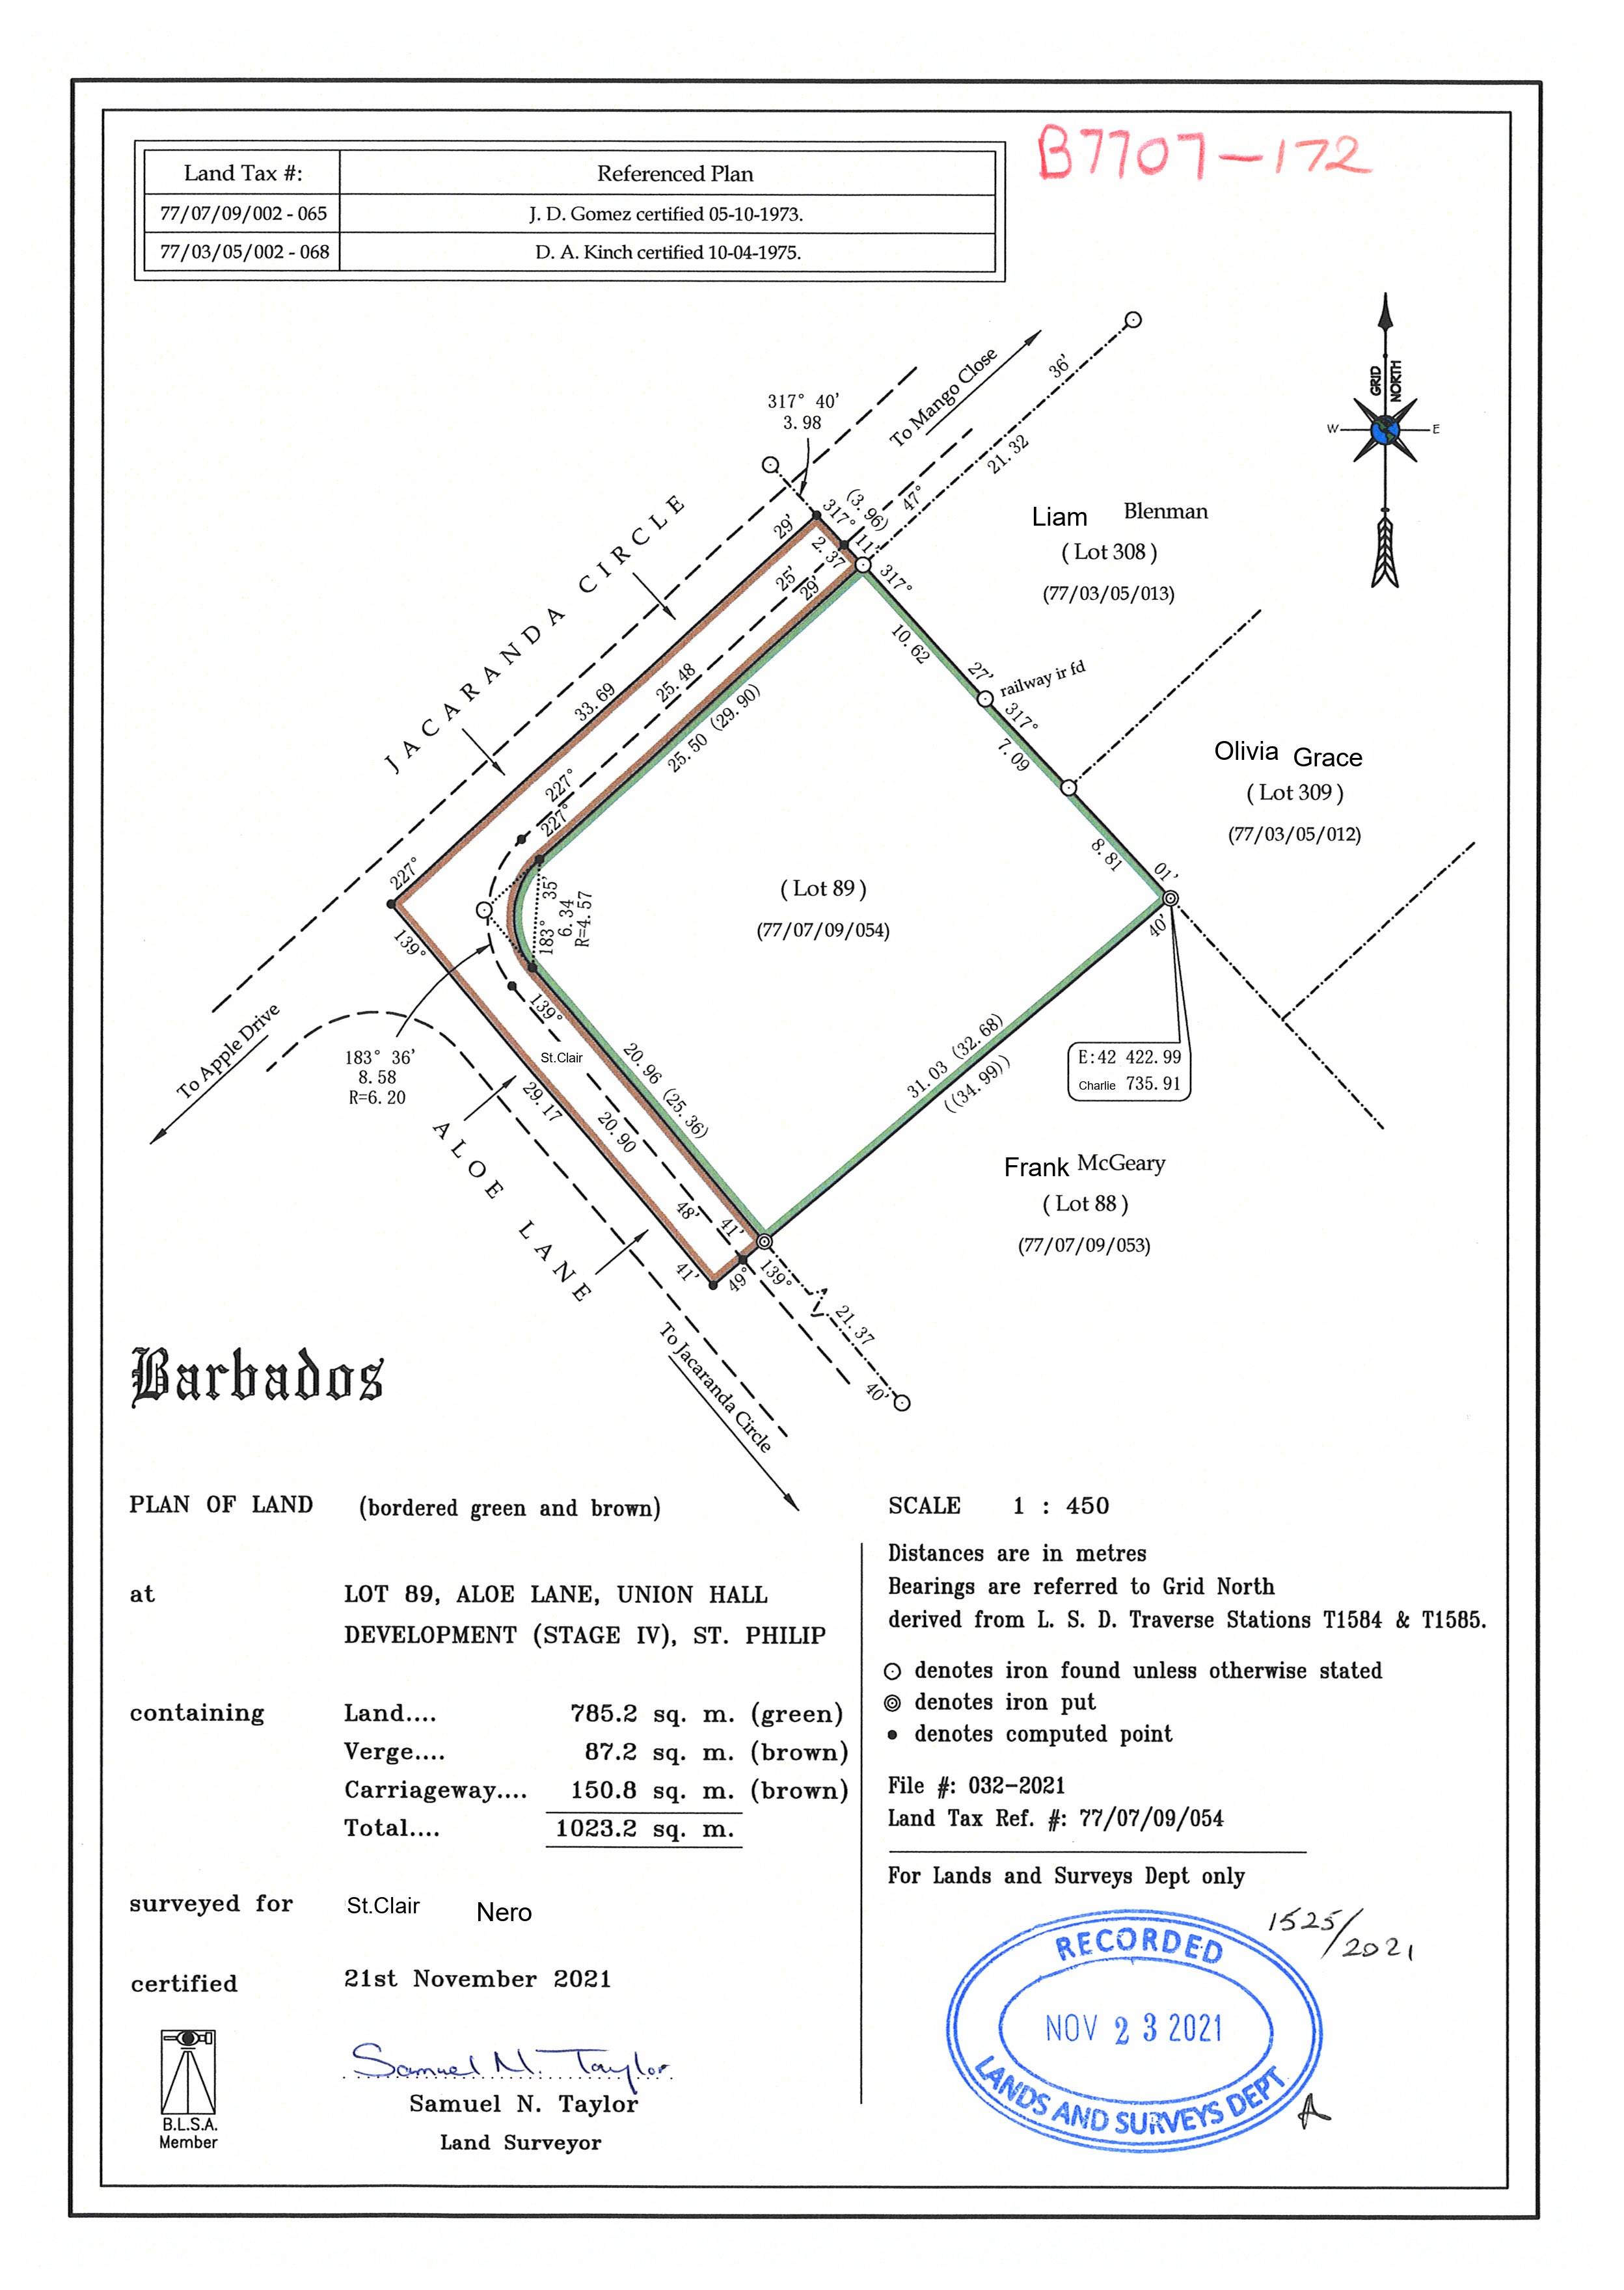 B7707-172
Land Tax #: Referenced Plan
77/07/09/002 - 065 J. D. Gomez certified 05-10-1973.
77/03/05/002 - 068 D. A. Kinch certified 10-04-1975.
GRID
NORTH
W E
317° 40'
3.98
To Mango Close
36'
21.32
47°
(3.96)
317°
11'
2.37
29'
25'
29'
317°
JACARANDA CIRCLE
Liam Blenman
( Lot 308 )
(77/03/05/013)
10.62
27'
railway ir fd
317°
7.09
33.69
25.48
25.50 (29.90)
Olivia Grace
( Lot 309 )
(77/03/05/012)
227°
227°
227°
8.81
01'
40'
( Lot 89 )
(77/07/09/054)
183° 35'
6.34
R=4.57
139°
139°
To Apple Drive
183° 36'
8.58
R=6.20
St.Clair
20.96 (25.36)
31.03 (32.68)
((34.99))
E:42 422.99
Charlie 735.91
29.17
20.90
ALOE LANE
Frank McGeary
( Lot 88 )
(77/07/09/053)
48'
41'
41'
49°
139°
21.37
40'
To Jacaranda Circle
Barbados
PLAN OF LAND (bordered green and brown)
at LOT 89, ALOE LANE, UNION HALL
DEVELOPMENT (STAGE IV), ST. PHILIP
containing Land.... 785.2 sq. m. (green)
Verge.... 87.2 sq. m. (brown)
Carriageway.... 150.8 sq. m. (brown)
Total.... 1023.2 sq. m.
surveyed for St.Clair Nero
certified 21st November 2021
Samuel N. Taylor
Samuel N. Taylor
Land Surveyor
B.L.S.A.
Member
SCALE 1 : 450
Distances are in metres
Bearings are referred to Grid North
derived from L. S. D. Traverse Stations T1584 & T1585.
denotes iron found unless otherwise stated
denotes iron put
denotes computed point
File #: 032-2021
Land Tax Ref. #: 77/07/09/054
For Lands and Surveys Dept only
1525/2021
RECORDED
NOV 23 2021
LANDS AND SURVEYS DEPT